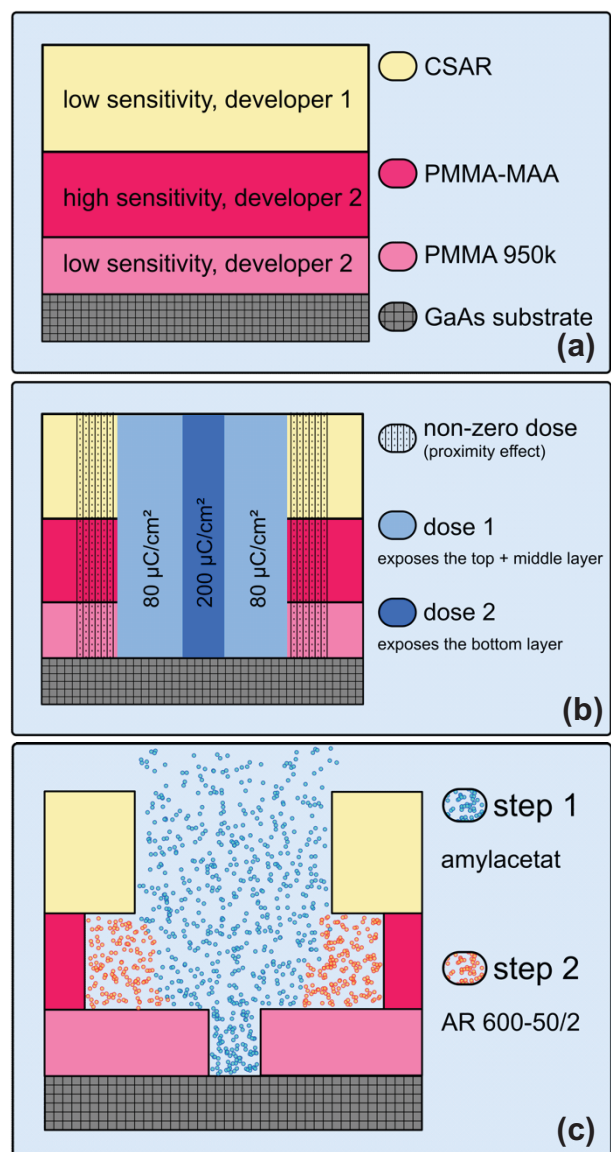 low sensitivity, developer 1
CSAR
high sensitivity, developer 2
PMMA-MAA
low sensitivity, developer 2
PMMA 950k
GaAs substrate
(a)
80 µC/cm²
200 µC/cm²
80 µC/cm²
non-zero dose
(proximity effect)
dose 1
exposes the top + middle layer
dose 2
exposes the bottom layer
(b)
step 1
amylacetat
step 2
AR 600-50/2
(c)